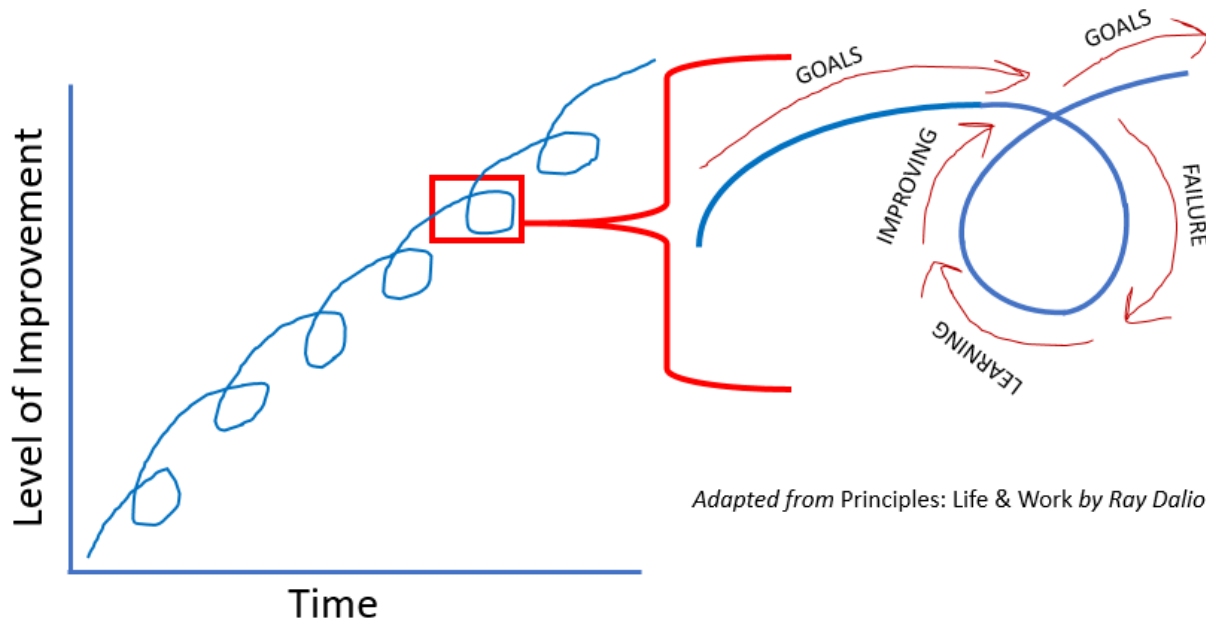 Level of Improvement
Time
GOALS
GOALS
IMPROVING
FAILURE
LEARNING
Adapted from Principles: Life & Work by Ray Dalio